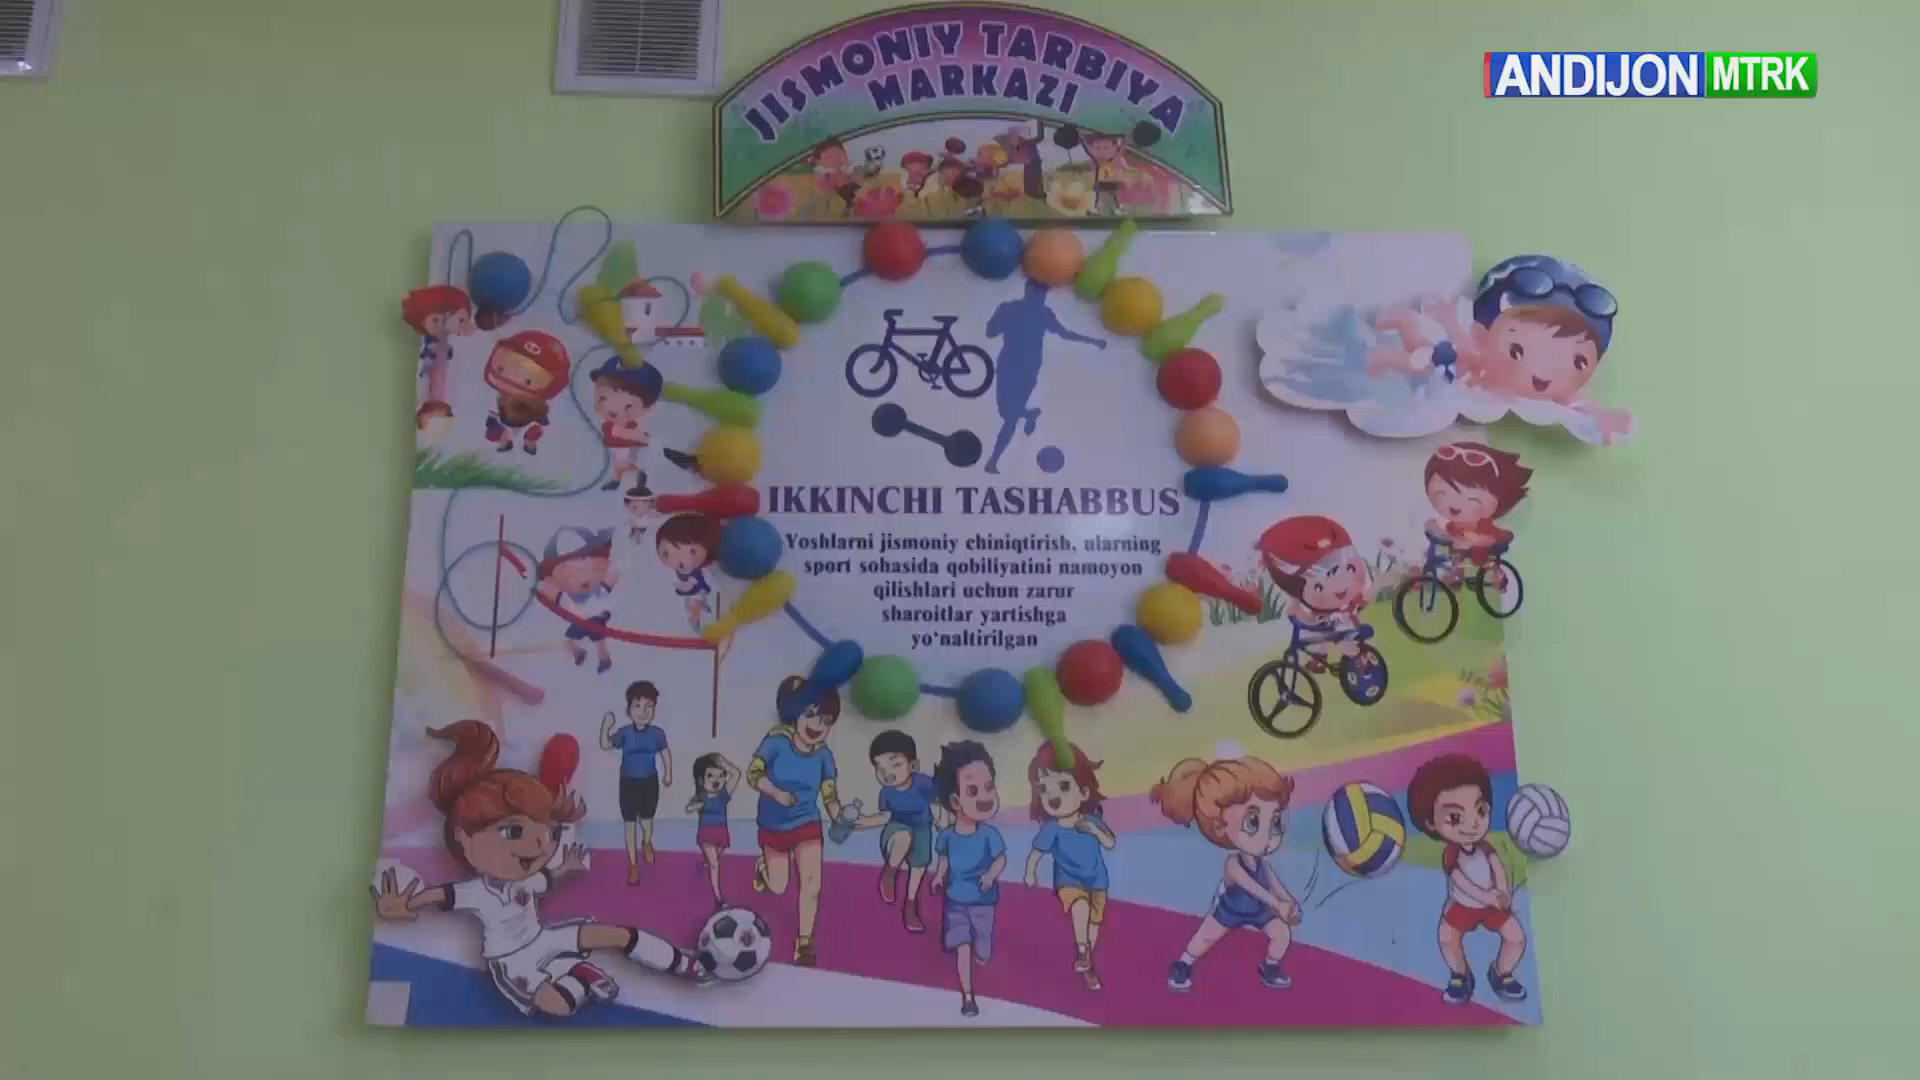 JISMONIY TARBIYA
MARKAZI
ANDIJON MTRK
IKKINCHI TASHABBUS
Yoshlarni jismoniy chiniqtirish, ularning
sport sohasida qobiliyatini namoyon
qilishlari uchun zarur
sharoitlar yartishga
yo‘naltirilgan